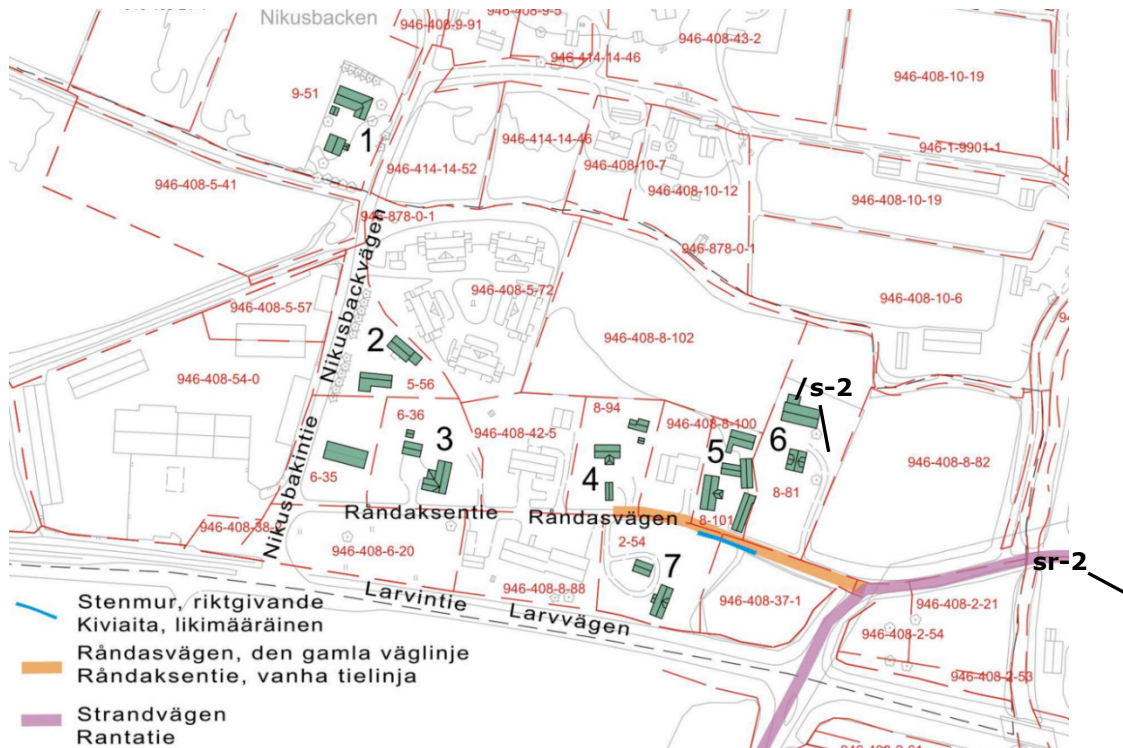 Nikusbacken
946-408-9-91
946-408-43-2
946-414-14-46
946-408-10-19
9-51
1
946-414-14-46
946-408-10-7
946-1-9901-1
946-414-14-52
946-408-5-41
946-408-10-12
946-408-10-19
946-878-0-1
946-878-0-1
Nikusbackvägen
946-408-5-72
946-408-10-6
946-408-5-57
946-408-8-102
2
946-408-54-0
5-56
/s-2
6-36
8-94
946-408-8-100
3
946-408-42-5
6
5
946-408-8-82
6-35
4
8-81
Nikusbakintie
Råndaksentie
Råndasvägen
8-101
946-408-38
2-54
946-408-6-20
7
sr-2
946-408-8-88
Larvintie
Larvvägen
946-408-37-1
946-408-2-21
946-408-2-54
946-408-2-53
Stenmur, riktgivande
Kiviaita, likimääräinen
Råndasvägen, den gamla väglinje
Råndaksentie, vanha tielinja
Strandvägen
Rantatie